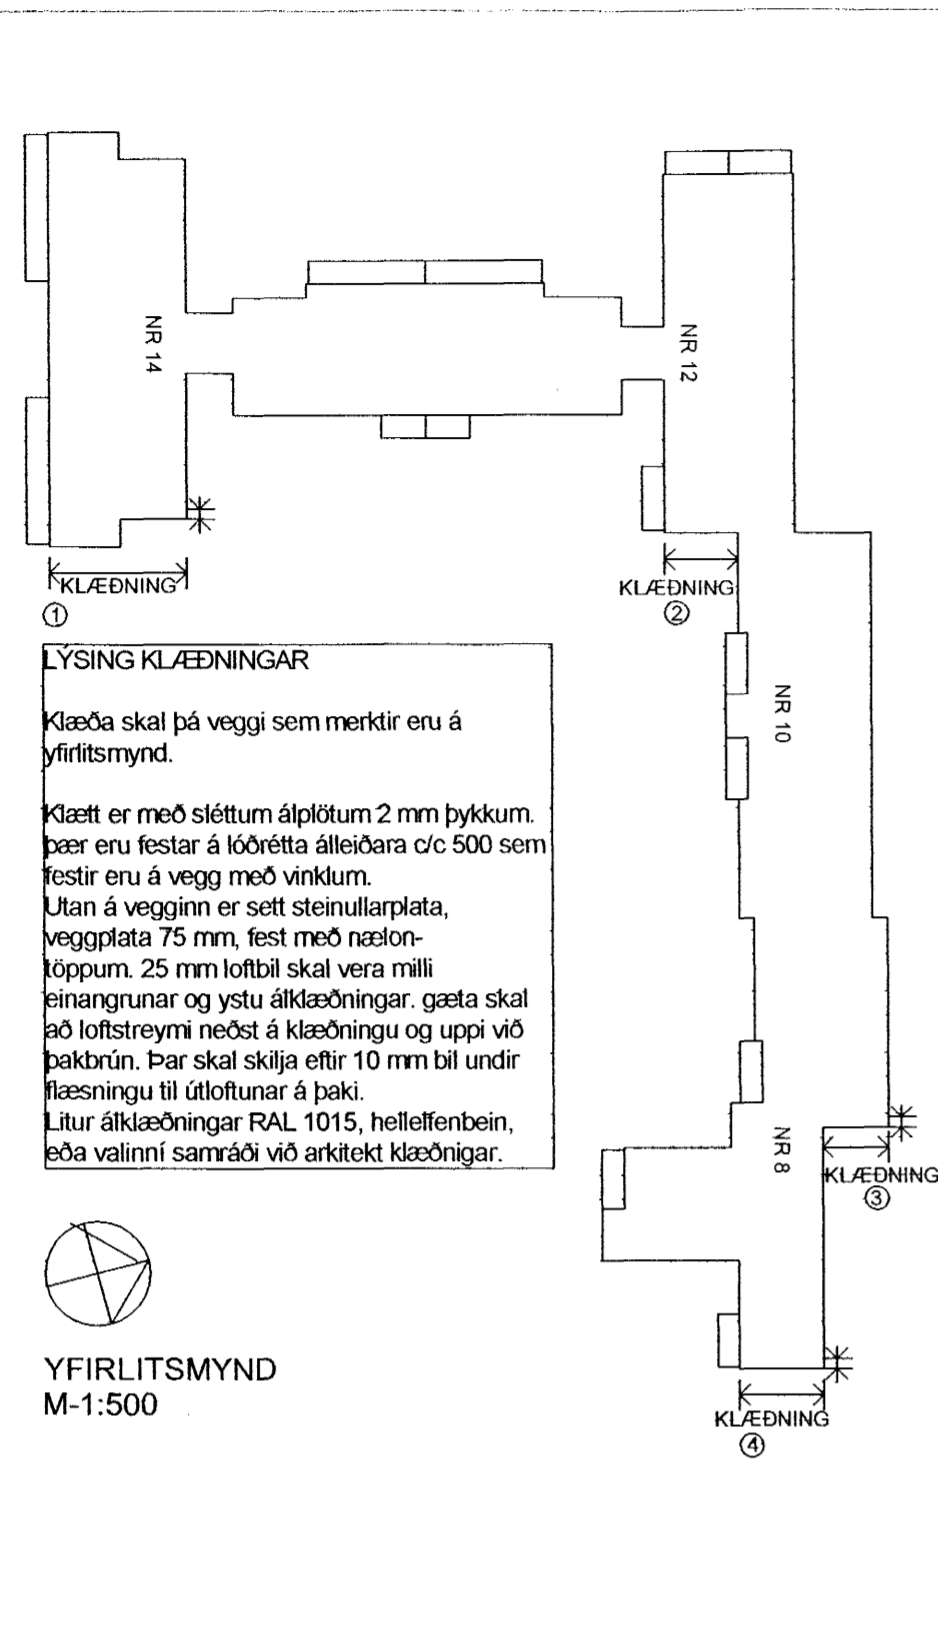 NR 14
NR 12
KLÆÐNING
1
KLÆÐNING
2
LÝSING KLÆÐNINGAR
Klæða skal þá veggi sem merktir eru á
yfirlitsmynd.
Klætt er með sléttum álplötum 2 mm þykkum.
þær eru festar á lóðrétta álleiðara c/c 500 sem
festir eru á vegg með vinklum.
Utan á vegginn er sett steinullarplata,
veggplata 75 mm, fest með nælon-
töppum. 25 mm loftbil skal vera milli
einangrunar og ystu álklæðningar. gæta skal
að loftstreymi neðst á klæðningu og uppi við
þakbrún. Þar skal skilja eftir 10 mm bil undir
flæsningu til útloftunar á þaki.
Litur álklæðningar RAL 1015, helleffenbein,
eða valinní samráði við arkitekt klæðnigar.
NR 10
NR 8
KLÆÐNING
3
YFIRLITSMYND
M-1:500
KLÆÐNING
4